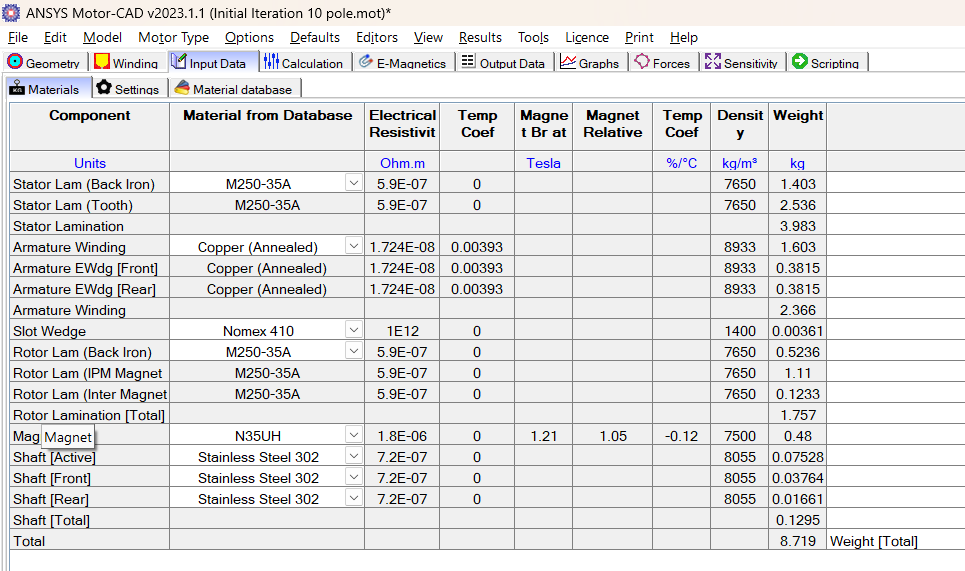 ANSYS Motor-CAD v2023.1.1 (Initial Iteration 10 pole.mot)*
File Edit Model Motor Type Options Defaults Editors View Results Tools Licence Print Help
Geometry Winding Input Data Calculation E-Magnetics Output Data Graphs Forces Sensitivity Scripting
Materials Settings Material database
Component Material from Database Electrical Resistivit Temp Coef Magne t Br at Magnet Relative Temp Coef Densit y Weight
Units Ohm.m Tesla %/°C kg/m³ kg
Stator Lam (Back Iron) M250-35A 5.9E-07 0 7650 1.403
Stator Lam (Tooth) M250-35A 5.9E-07 0 7650 2.536
Stator Lamination 3.983
Armature Winding Copper (Annealed) 1.724E-08 0.00393 8933 1.603
Armature EWdg [Front] Copper (Annealed) 1.724E-08 0.00393 8933 0.3815
Armature EWdg [Rear] Copper (Annealed) 1.724E-08 0.00393 8933 0.3815
Armature Winding 2.366
Slot Wedge Nomex 410 1E12 0 1400 0.00361
Rotor Lam (Back Iron) M250-35A 5.9E-07 0 7650 0.5236
Rotor Lam (IPM Magnet M250-35A 5.9E-07 0 7650 1.11
Rotor Lam (Inter Magnet M250-35A 5.9E-07 0 7650 0.1233
Rotor Lamination [Total] 1.757
Mag Magnet N35UH 1.8E-06 0 1.21 1.05 -0.12 7500 0.48
Shaft [Active] Stainless Steel 302 7.2E-07 0 8055 0.07528
Shaft [Front] Stainless Steel 302 7.2E-07 0 8055 0.03764
Shaft [Rear] Stainless Steel 302 7.2E-07 0 8055 0.01661
Shaft [Total] 0.1295
Total 8.719 Weight [Total]